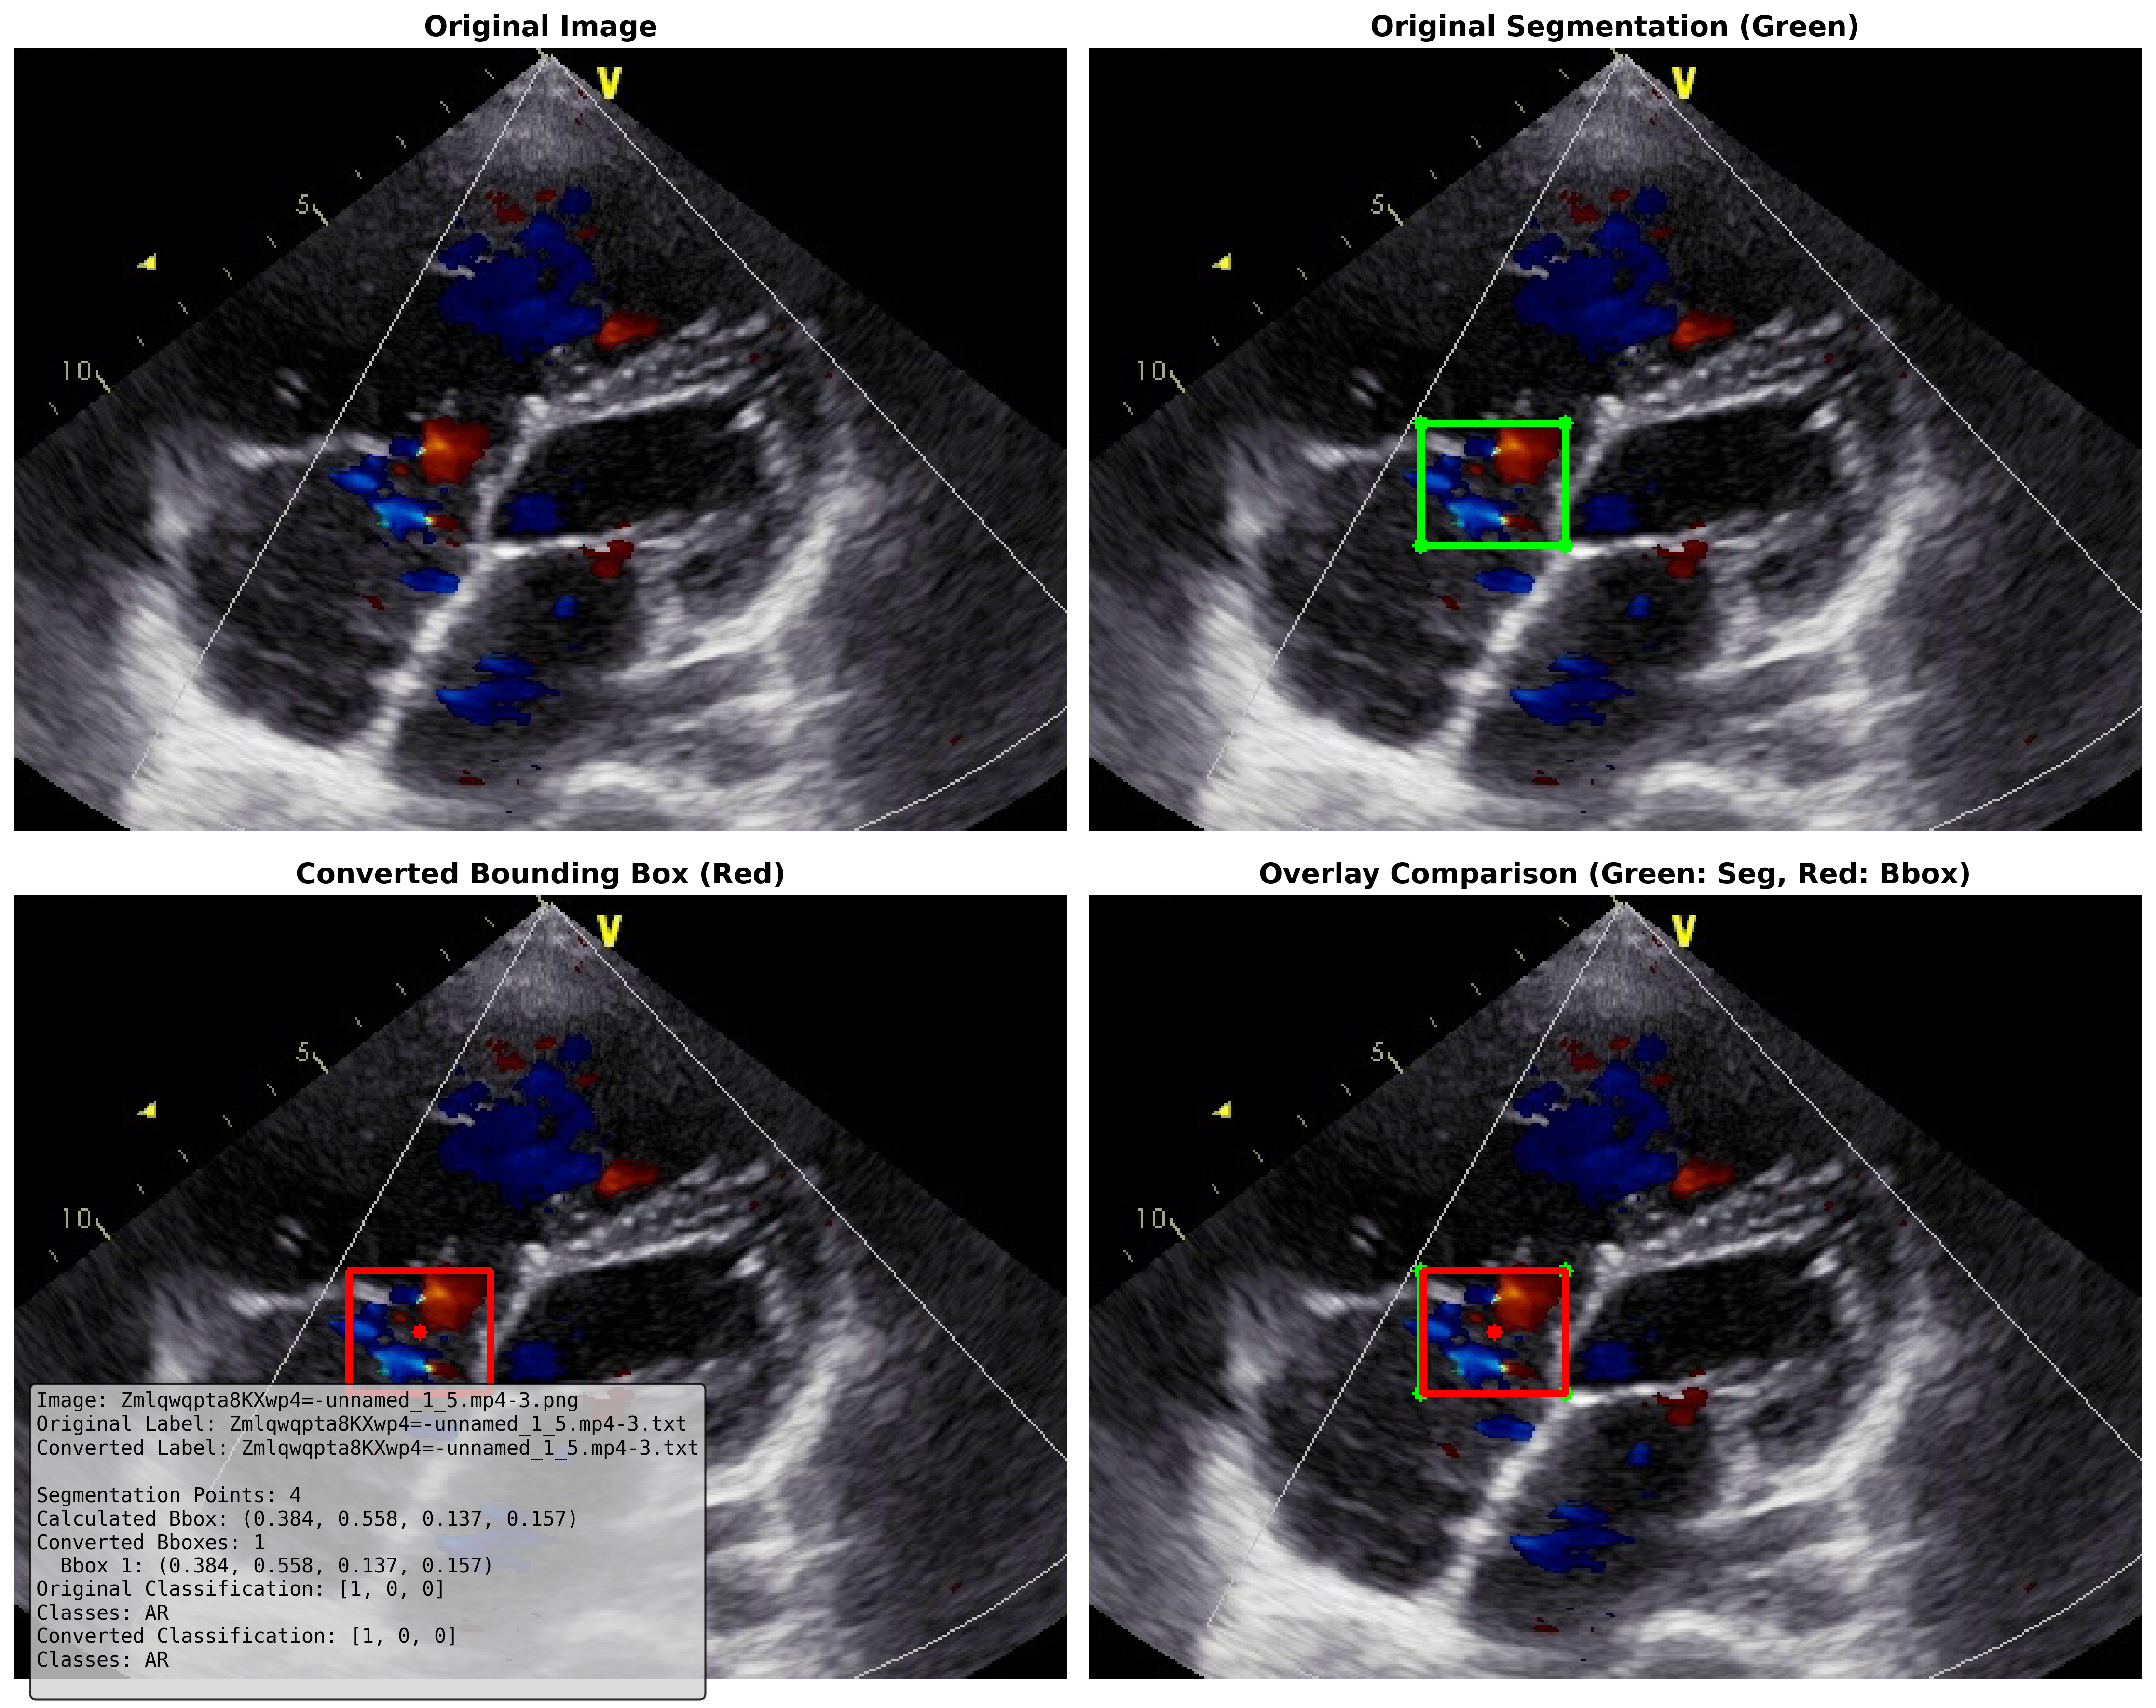 Original Image
Original Segmentation (Green)
V
5
10
V
5
10
Converted Bounding Box (Red)
Overlay Comparison (Green: Seg, Red: Bbox)
V
5
10
V
5
10
Image: Zmlqwqpta8KXwp4=-unnamed_1_5.mp4-3.png
Original Label: Zmlqwqpta8KXwp4=-unnamed_1_5.mp4-3.txt
Converted Label: Zmlqwqpta8KXwp4=-unnamed_1_5.mp4-3.txt
Segmentation Points: 4
Calculated Bbox: (0.384, 0.558, 0.137, 0.157)
Converted Bboxes: 1
Bbox 1: (0.384, 0.558, 0.137, 0.157)
Original Classification: [1, 0, 0]
Classes: AR
Converted Classification: [1, 0, 0]
Classes: AR